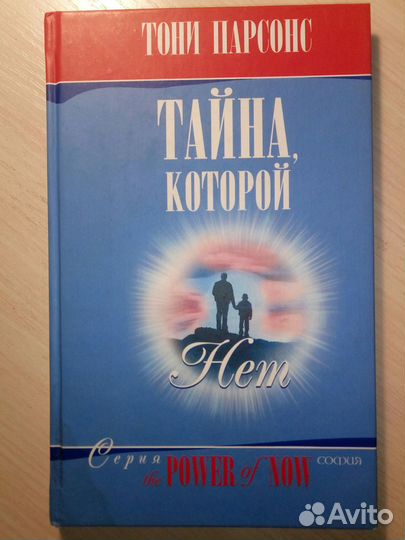 ТОНИ ПАРСОНС
ТАЙНА,
КОТОРОЙ
Нет
Серия
the POWER of NOW
СОФИЯ
Avito